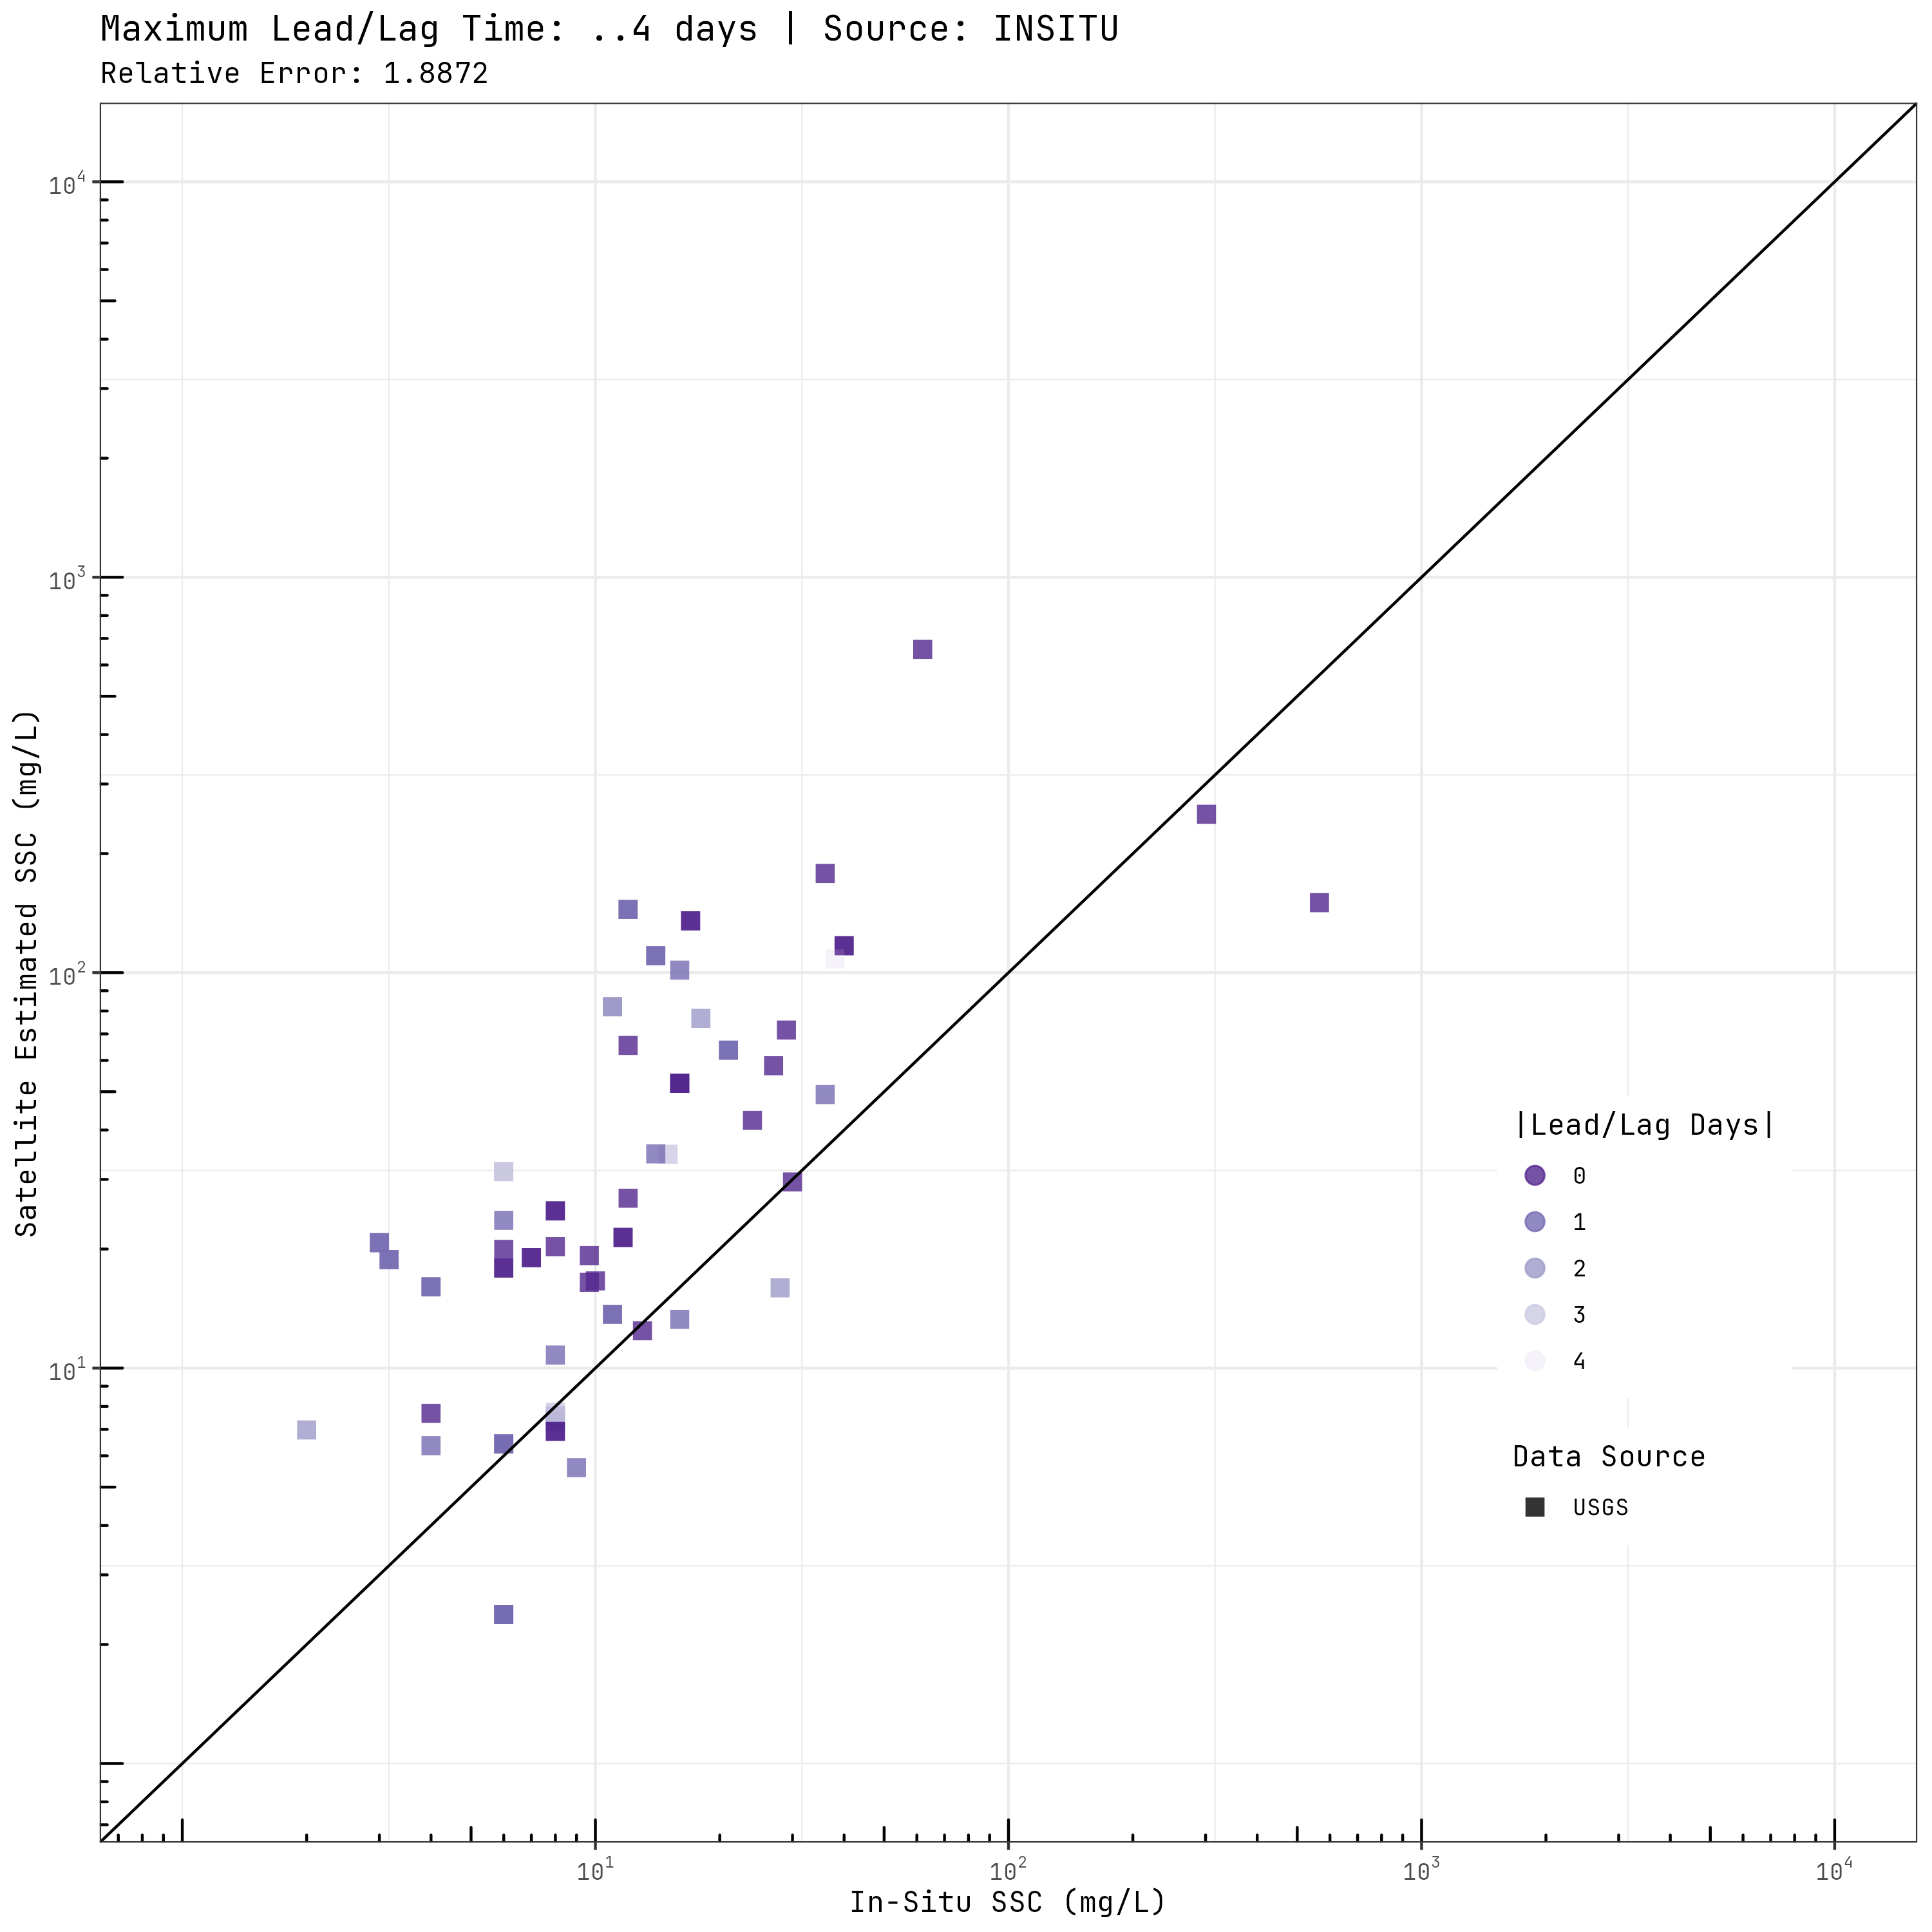 Maximum Lead/Lag Time: ..4 days | Source: INSITU
Relative Error: 1.8872
Satellite Estimated SSC (mg/L)
10⁴
10³
10²
10¹
|Lead/Lag Days|
0
1
2
3
4
Data Source
USGS
10¹ 10² 10³ 10⁴
In-Situ SSC (mg/L)